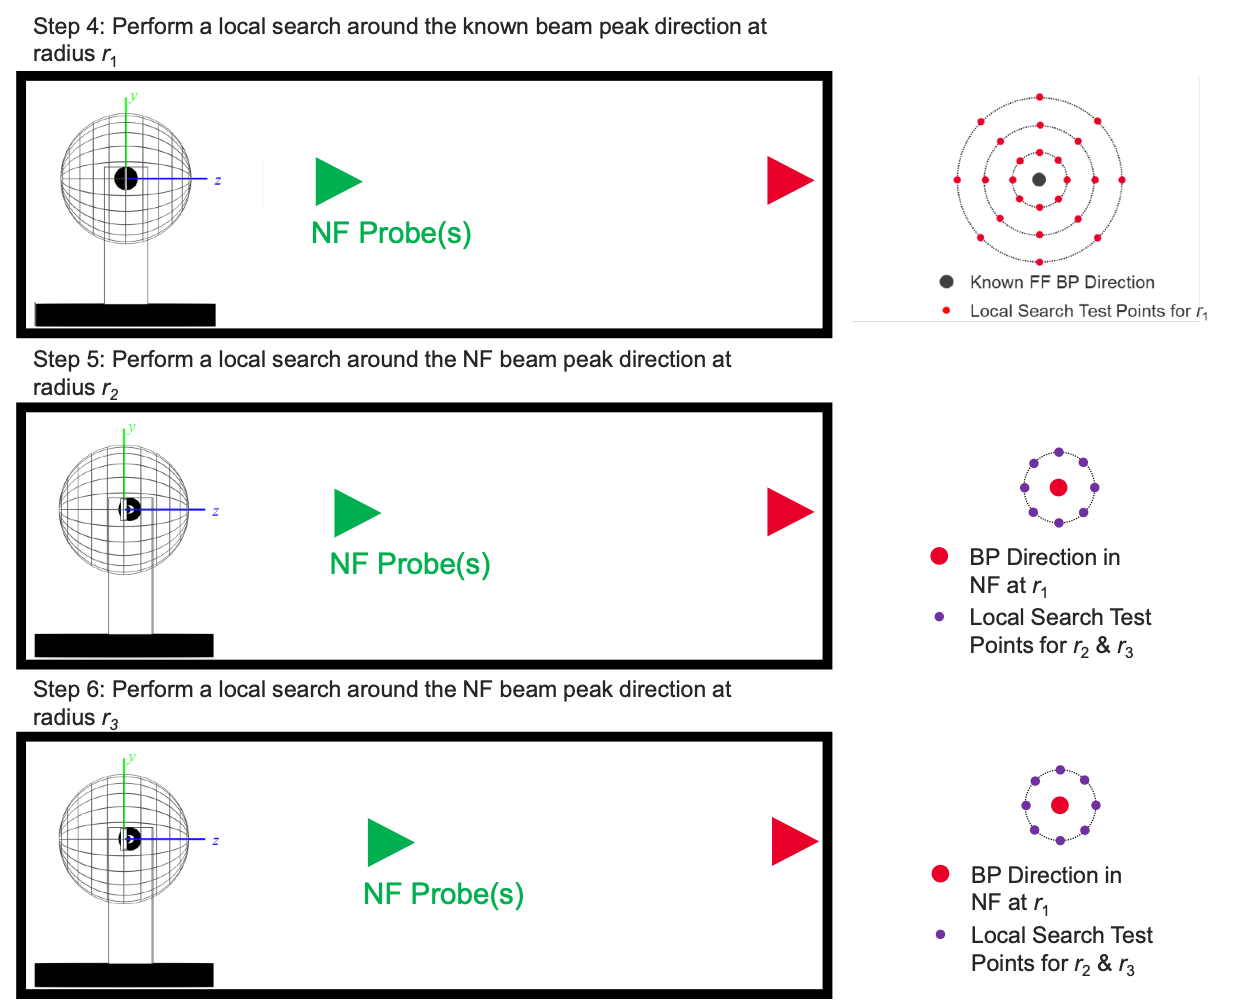 Step 4: Perform a local search around the known beam peak direction at
radius r1
y
z
NF Probe(s)
Known FF BP Direction
Local Search Test Points for r1
Step 5: Perform a local search around the NF beam peak direction at
radius r2
y
z
NF Probe(s)
BP Direction in
NF at r1
Local Search Test
Points for r2 & r3
Step 6: Perform a local search around the NF beam peak direction at
radius r3
y
z
NF Probe(s)
BP Direction in
NF at r1
Local Search Test
Points for r2 & r3